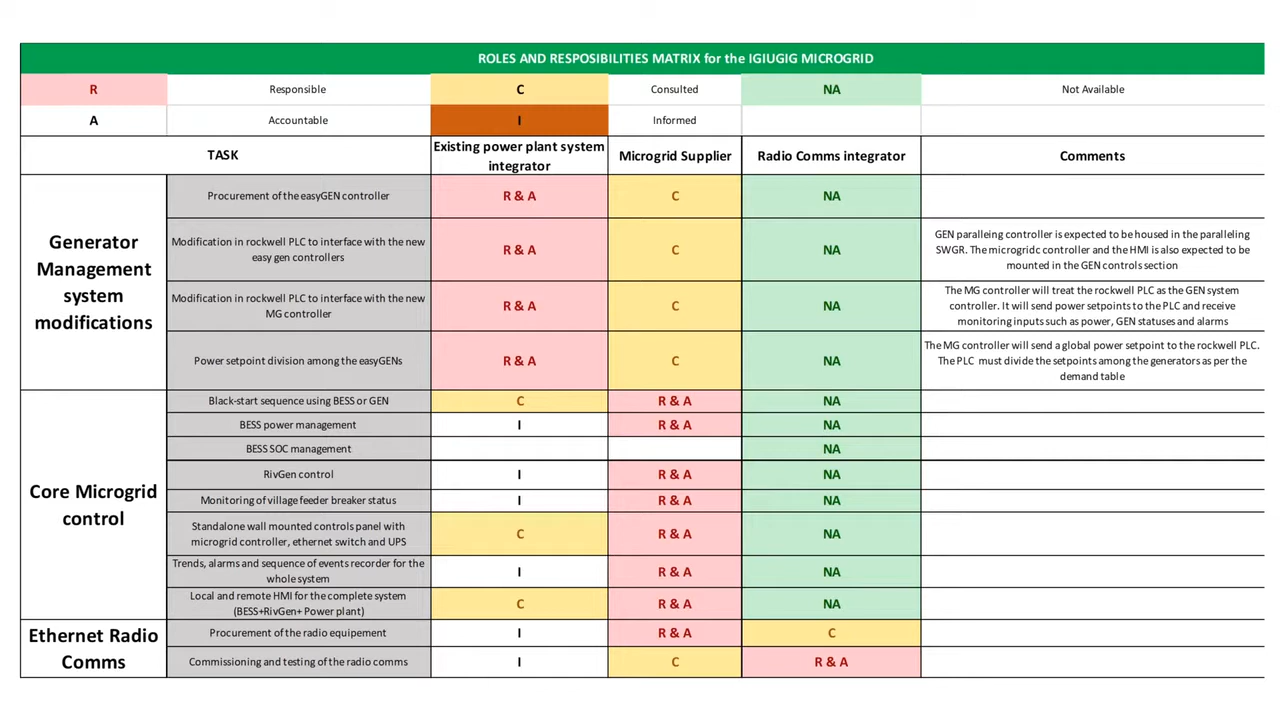 ROLES AND RESPOSIBILITIES MATRIX for the IGIUGIG MICROGRID
R Responsible C Consulted NA Not Available
A Accountable I Informed
TASK Existing power plant system integrator Microgrid Supplier Radio Comms integrator Comments
Generator
Management
system
modifications
Procurement of the easyGEN controller R & A C NA
Modification in rockwell PLC to interface with the new
easy gen controllers
R & A C NA
GEN paralleing controller is expected to be housed in the paralleling
SWGR. The microgridc controller and the HMI is also expected to be
mounted in the GEN controls section
Modification in rockwell PLC to interface with the new
MG controller
R & A C NA
The MG controller will treat the rockwell PLC as the GEN system
controller. It will send power setpoints to the PLC and receive
monitoring inputs such as power, GEN statuses and alarms
Power setpoint division among the easyGENs R & A C NA
The MG controller will send a global power setpoint to the rockwell PLC.
The PLC must divide the setpoints among the generators as per the
demand table
Core Microgrid
control
Black-start sequence using BESS or GEN C R & A NA
BESS power management I R & A NA
BESS SOC management NA
RivGen control I R & A NA
Monitoring of village feeder breaker status I R & A NA
Standalone wall mounted controls panel with
microgrid controller, ethernet switch and UPS
C R & A NA
Trends, alarms and sequence of events recorder for the
whole system
I R & A NA
Local and remote HMI for the complete system
(BESS+RivGen+ Power plant)
C R & A NA
Ethernet Radio
Comms
Procurement of the radio equipement I R & A C
Commissioning and testing of the radio comms I C R & A